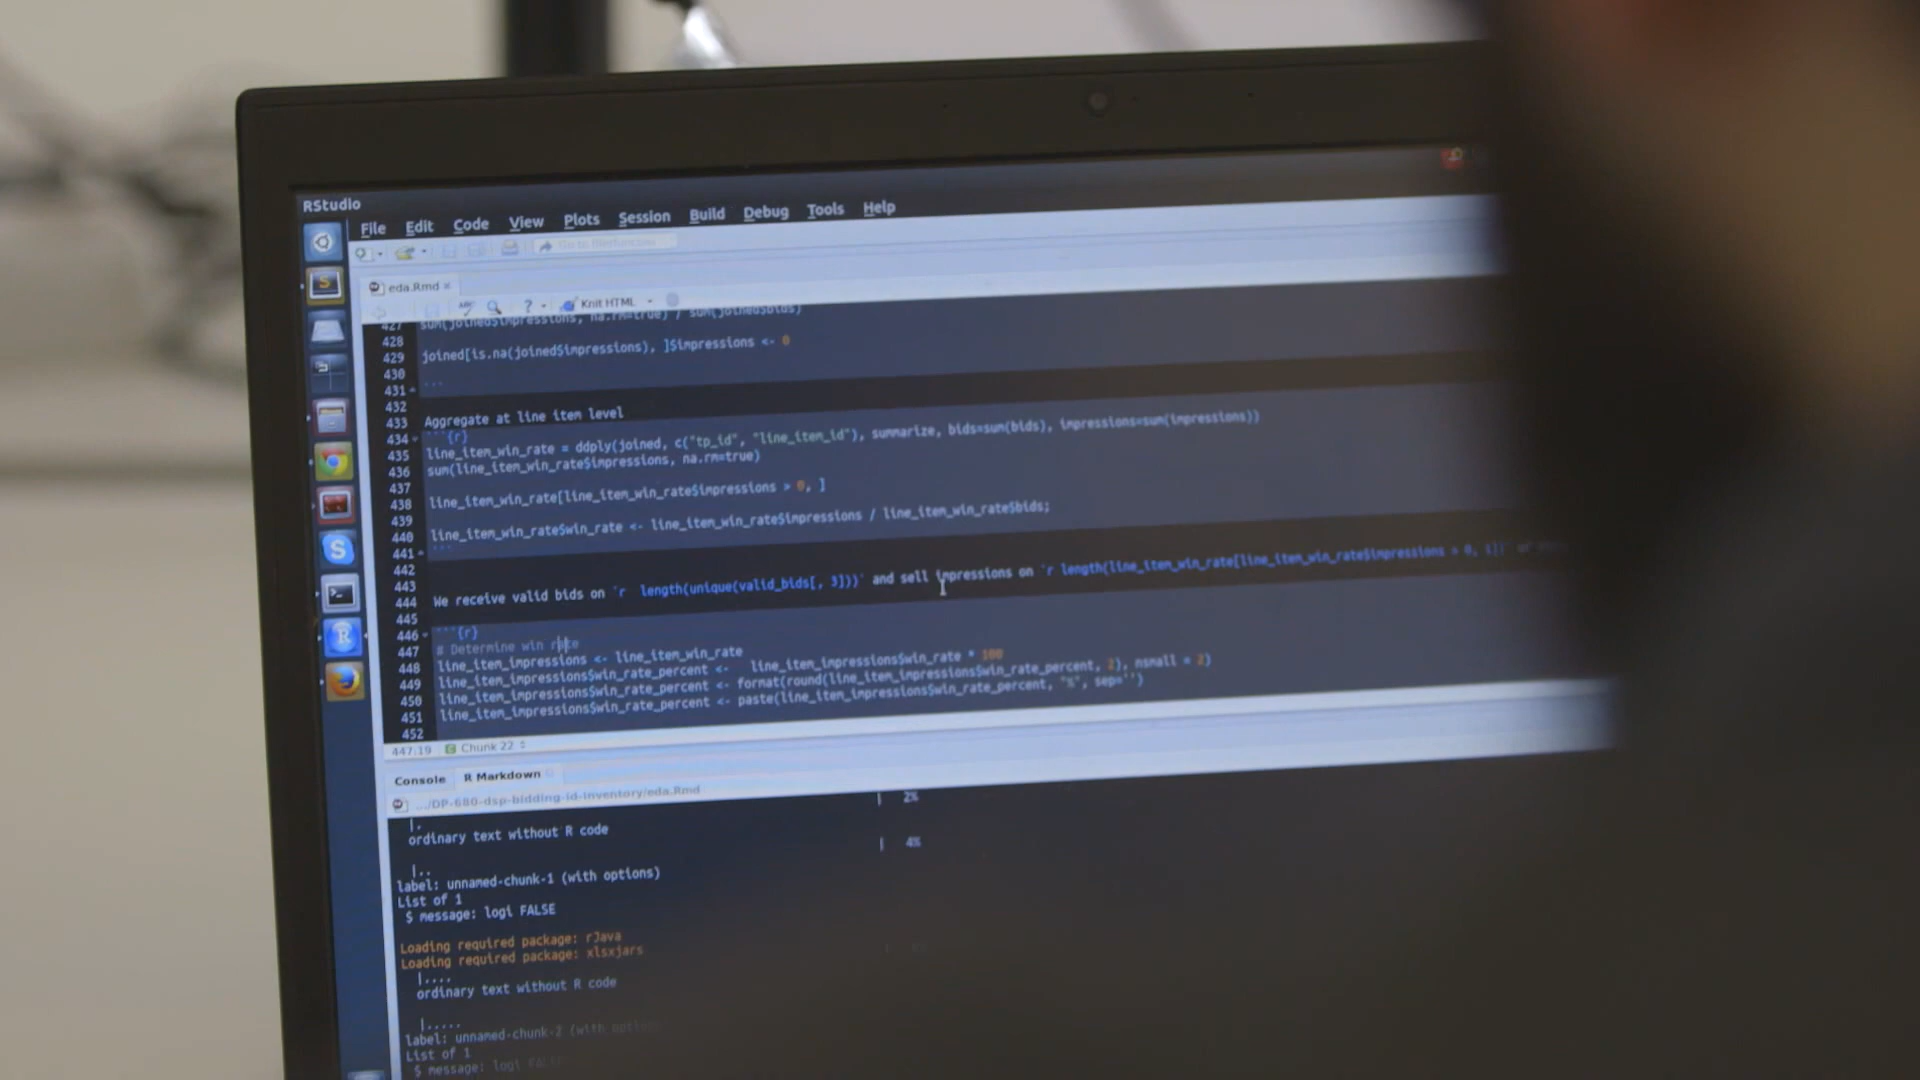 RStudio
File Edit Code View Plots Session Build Debug Tools Help
Go to file/function
eda.Rmd
ABC ? Knit HTML
427 sum(joined$impressions, na.rm=true) / sum(joined$bids)
428
429 joined[is.na(joined$impressions), ]$impressions <- 0
430
431 ```
432
433 Aggregate at line item level
434 ```{r}
435 line_item_win_rate = ddply(joined, c("tp_id", "line_item_id"), summarize, bids=sum(bids), impressions=sum(impressions))
436 sum(line_item_win_rate$impressions, na.rm=true)
437
438 line_item_win_rate[line_item_win_rate$impressions > 0, ]
439
440 line_item_win_rate$win_rate <- line_item_win_rate$impressions / line_item_win_rate$bids;
441 ```
442
443
444 We receive valid bids on `r length(unique(valid_bids[, 3]))` and sell impressions on `r length(line_item_win_rate[line_item_win_rate$impressions > 0, 1])`
445
446 ```{r}
447 # Determine win rate
448 line_item_impressions <- line_item_win_rate
449 line_item_impressions$win_rate_percent <- line_item_impressions$win_rate * 100
450 line_item_impressions$win_rate_percent <- format(round(line_item_impressions$win_rate_percent, 2), nsmall = 2)
451 line_item_impressions$win_rate_percent <- paste(line_item_impressions$win_rate_percent, "%", sep='')
452
447:19 Chunk 22
Console R Markdown
.../DP-680-dsp-bidding-id-inventory/eda.Rmd
|. | 2%
ordinary text without R code
|.. | 4%
label: unnamed-chunk-1 (with options)
List of 1
$ message: logi FALSE
Loading required package: rJava
Loading required package: xlsxjars
|....
ordinary text without R code
|.....
label: unnamed-chunk-2 (with options)
List of 1
$ message: logi FALSE